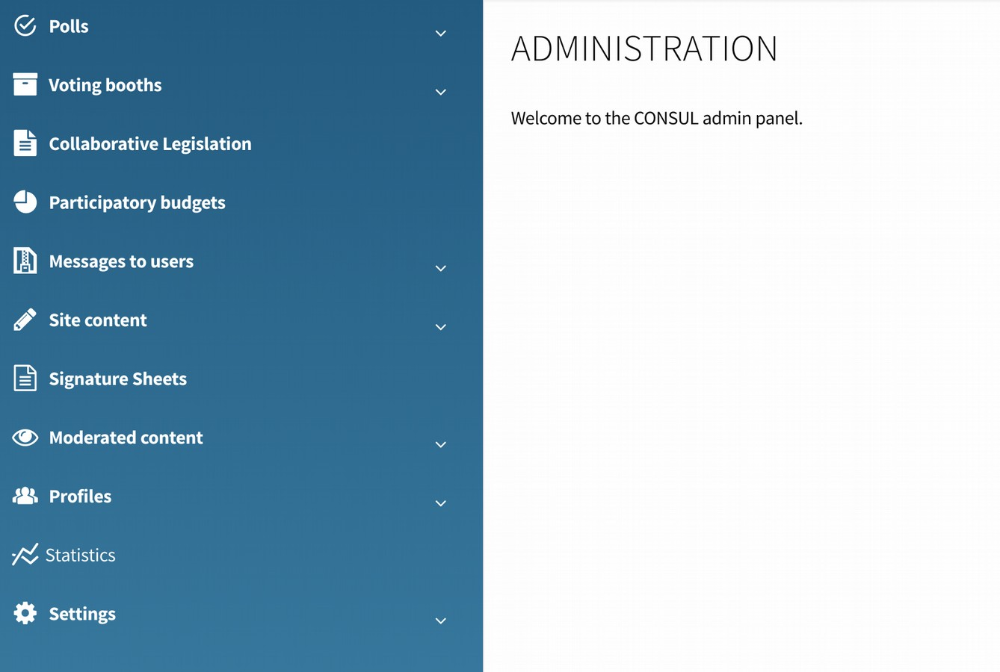 Polls
Voting booths
Collaborative Legislation
Participatory budgets
Messages to users
Site content
Signature Sheets
Moderated content
Profiles
Statistics
Settings
ADMINISTRATION
Welcome to the CONSUL admin panel.